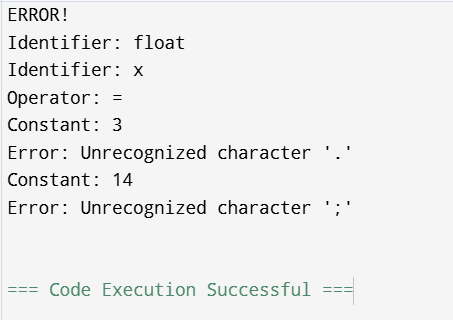 ERROR!
Identifier: float
Identifier: x
Operator: =
Constant: 3
Error: Unrecognized character '.'
Constant: 14
Error: Unrecognized character ';'
=== Code Execution Successful ===